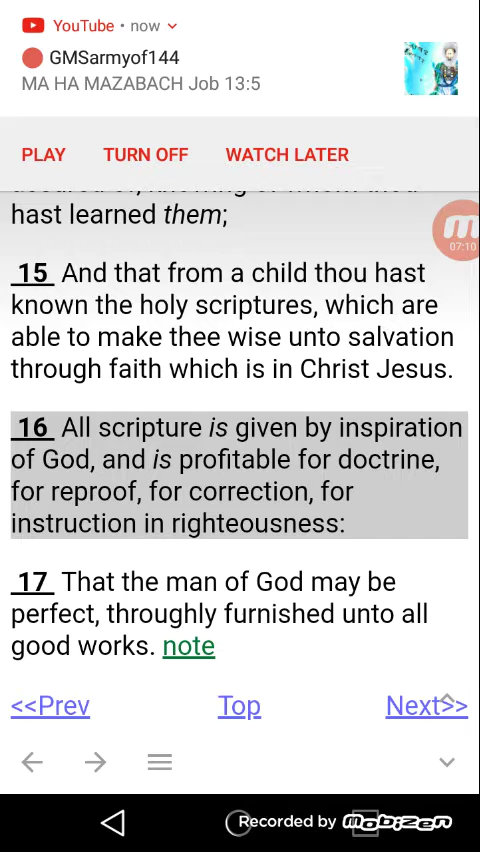 YouTube • now
GMSarmyof144
MA HA MAZABACH Job 13:5
PLAY TURN OFF WATCH LATER
hast learned them;
07:10
15 And that from a child thou hast
known the holy scriptures, which are
able to make thee wise unto salvation
through faith which is in Christ Jesus.
16 All scripture is given by inspiration
of God, and is profitable for doctrine,
for reproof, for correction, for
instruction in righteousness:
17 That the man of God may be
perfect, throughly furnished unto all
good works. note
<<Prev Top Next>>
Recorded by Mobizen